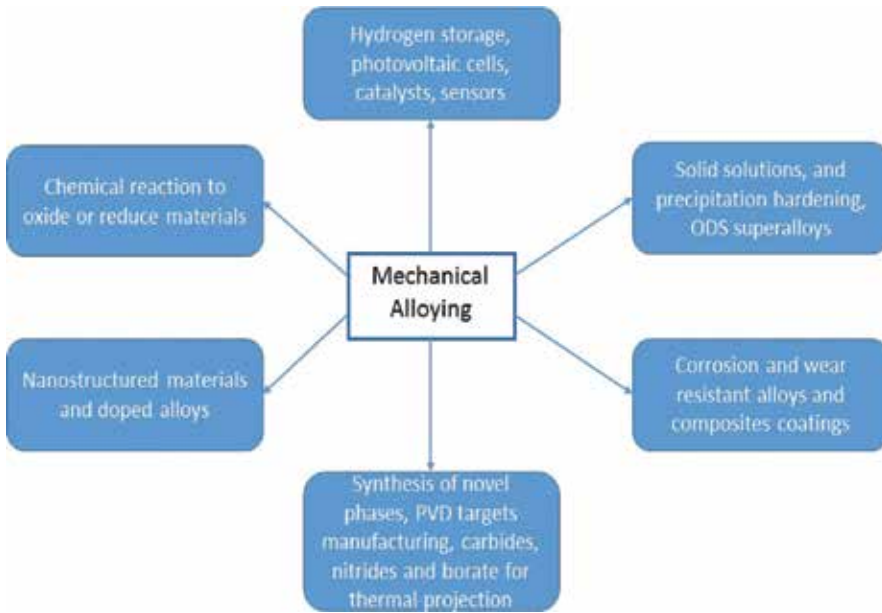 Hydrogen storage,
photovoltaic cells,
catalysts, sensors
Chemical reaction to
oxide or reduce materials
Solid solutions, and
precipitation hardening,
ODS superalloys
Mechanical
Alloying
Nanostructured materials
and doped alloys
Corrosion and wear
resistant alloys and
composites coatings
Synthesis of novel
phases, PVD targets
manufacturing, carbides,
nitrides and borate for
thermal projection